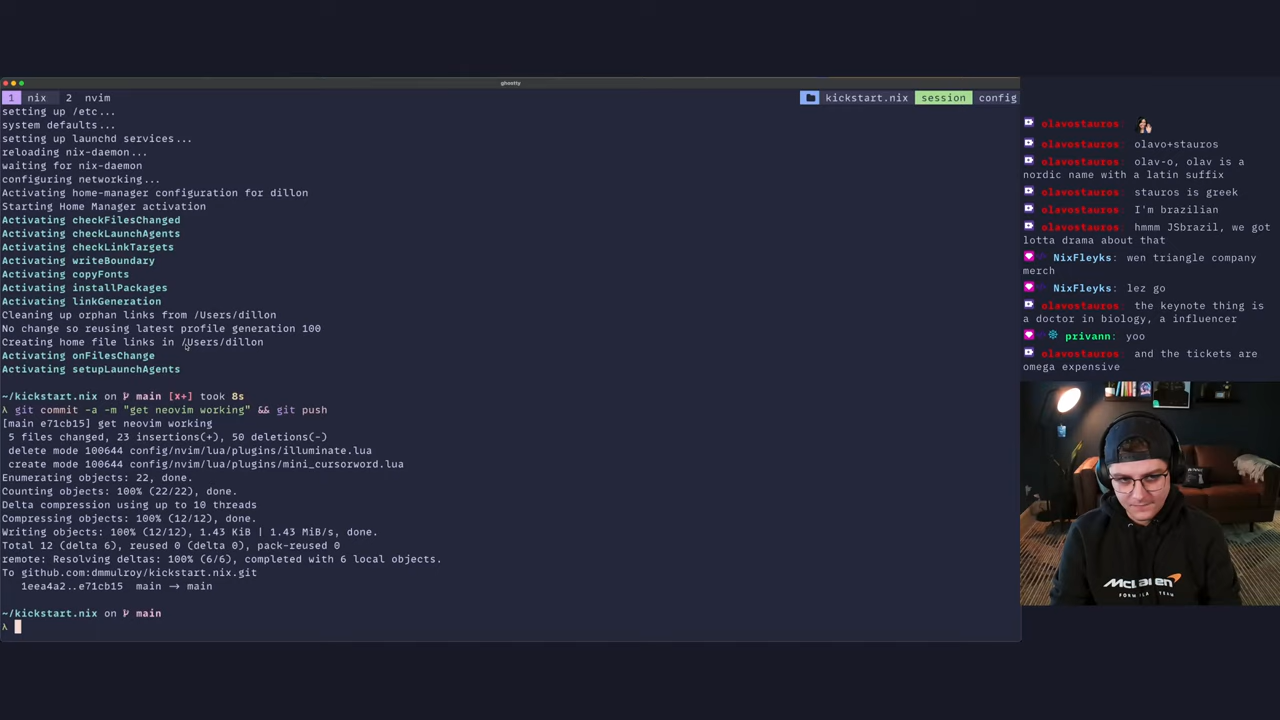 ghostty
1 nix 2 nvim
kickstart.nix session config
setting up /etc...
system defaults...
setting up launchd services...
reloading nix-daemon...
waiting for nix-daemon
configuring networking...
Activating home-manager configuration for dillon
Starting Home Manager activation
Activating checkFilesChanged
Activating checkLaunchAgents
Activating checkLinkTargets
Activating writeBoundary
Activating copyFonts
Activating installPackages
Activating linkGeneration
Cleaning up orphan links from /Users/dillon
No change so reusing latest profile generation 100
Creating home file links in /Users/dillon
Activating onFilesChange
Activating setupLaunchAgents
~/kickstart.nix on main [x+] took 8s
λ git commit -a -m "get neovim working" && git push
[main e71cb15] get neovim working
5 files changed, 23 insertions(+), 50 deletions(-)
delete mode 100644 config/nvim/lua/plugins/illuminate.lua
create mode 100644 config/nvim/lua/plugins/mini_cursorword.lua
Enumerating objects: 22, done.
Counting objects: 100% (22/22), done.
Delta compression using up to 10 threads
Compressing objects: 100% (12/12), done.
Writing objects: 100% (12/12), 1.43 KiB | 1.43 MiB/s, done.
Total 12 (delta 6), reused 0 (delta 0), pack-reused 0
remote: Resolving deltas: 100% (6/6), completed with 6 local objects.
To github.com:dmmulroy/kickstart.nix.git
1eea4a2..e71cb15 main → main
~/kickstart.nix on main
λ
olavostauros:
olavostauros: olavo+stauros
olavostauros: olav-o, olav is a
nordic name with a latin suffix
olavostauros: stauros is greek
olavostauros: I'm brazilian
olavostauros: hmmm JSbrazil, we got
lotta drama about that
NixFleyks: wen triangle company
merch
NixFleyks: lez go
olavostauros: the keynote thing is
a doctor in biology, a influencer
privann: yoo
olavostauros: and the tickets are
omega expensive
McLaren
FORMULA 1 TEAM